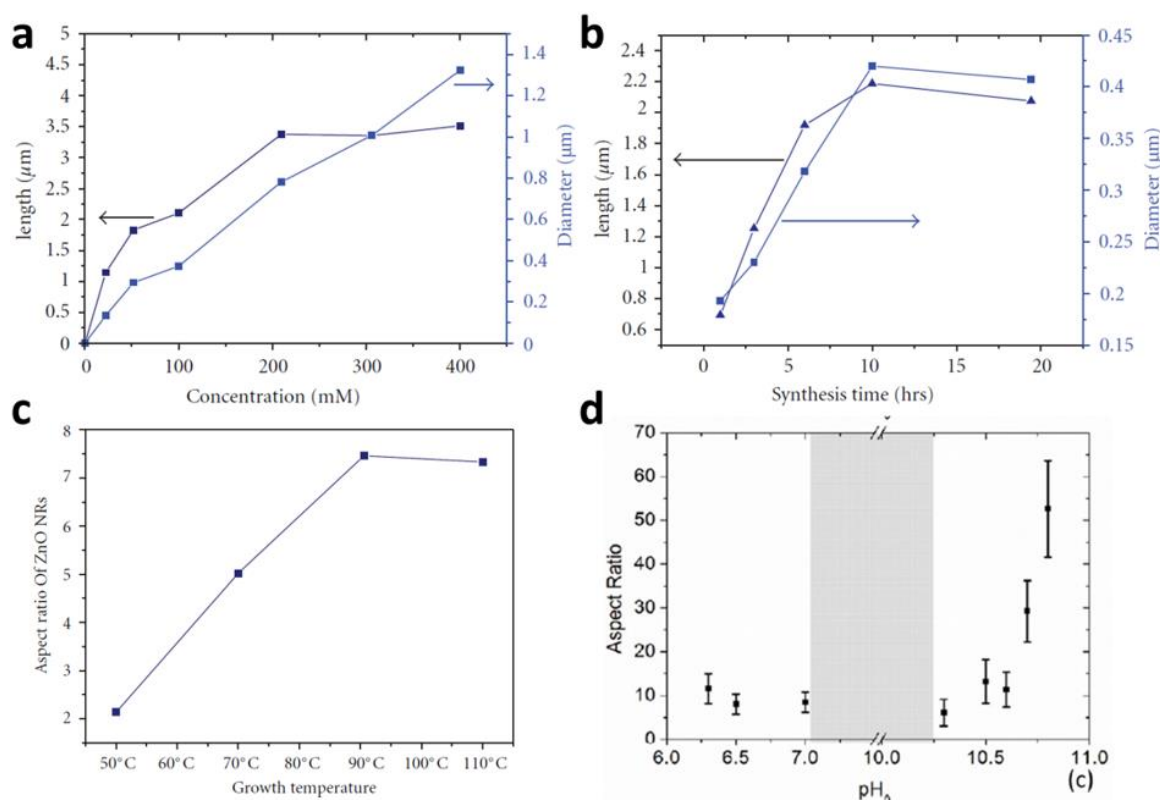 a
5
4.5
4
3.5
3
2.5
2
1.5
1
0.5
0
length (µm)
1.4
1.2
1
0.8
0.6
0.4
0.2
0
Diameter (µm)
0 100 200 300 400
Concentration (mM)
b
2.4
2.2
2
1.8
1.6
1.4
1.2
1
0.8
0.6
length (µm)
0.45
0.4
0.35
0.3
0.25
0.2
0.15
Diameter (µm)
0 5 10 15 20
Synthesis time (hrs)
c
8
7
6
5
4
3
2
Aspect ratio Of ZnO NRs
50°C 60°C 70°C 80°C 90°C 100°C 110°C
Growth temperature
d
70
60
50
40
30
20
10
0
Aspect Ratio
6.0 6.5 7.0 10.0 10.5 11.0
(c)